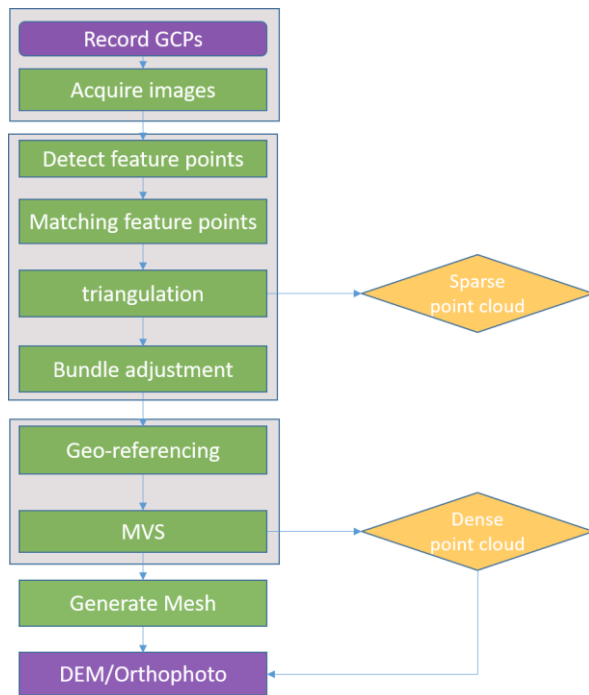 Record GCPs
Acquire images
Detect feature points
Matching feature points
triangulation
Sparse
point cloud
Bundle adjustment
Geo-referencing
MVS
Dense
point cloud
Generate Mesh
DEM/Orthophoto